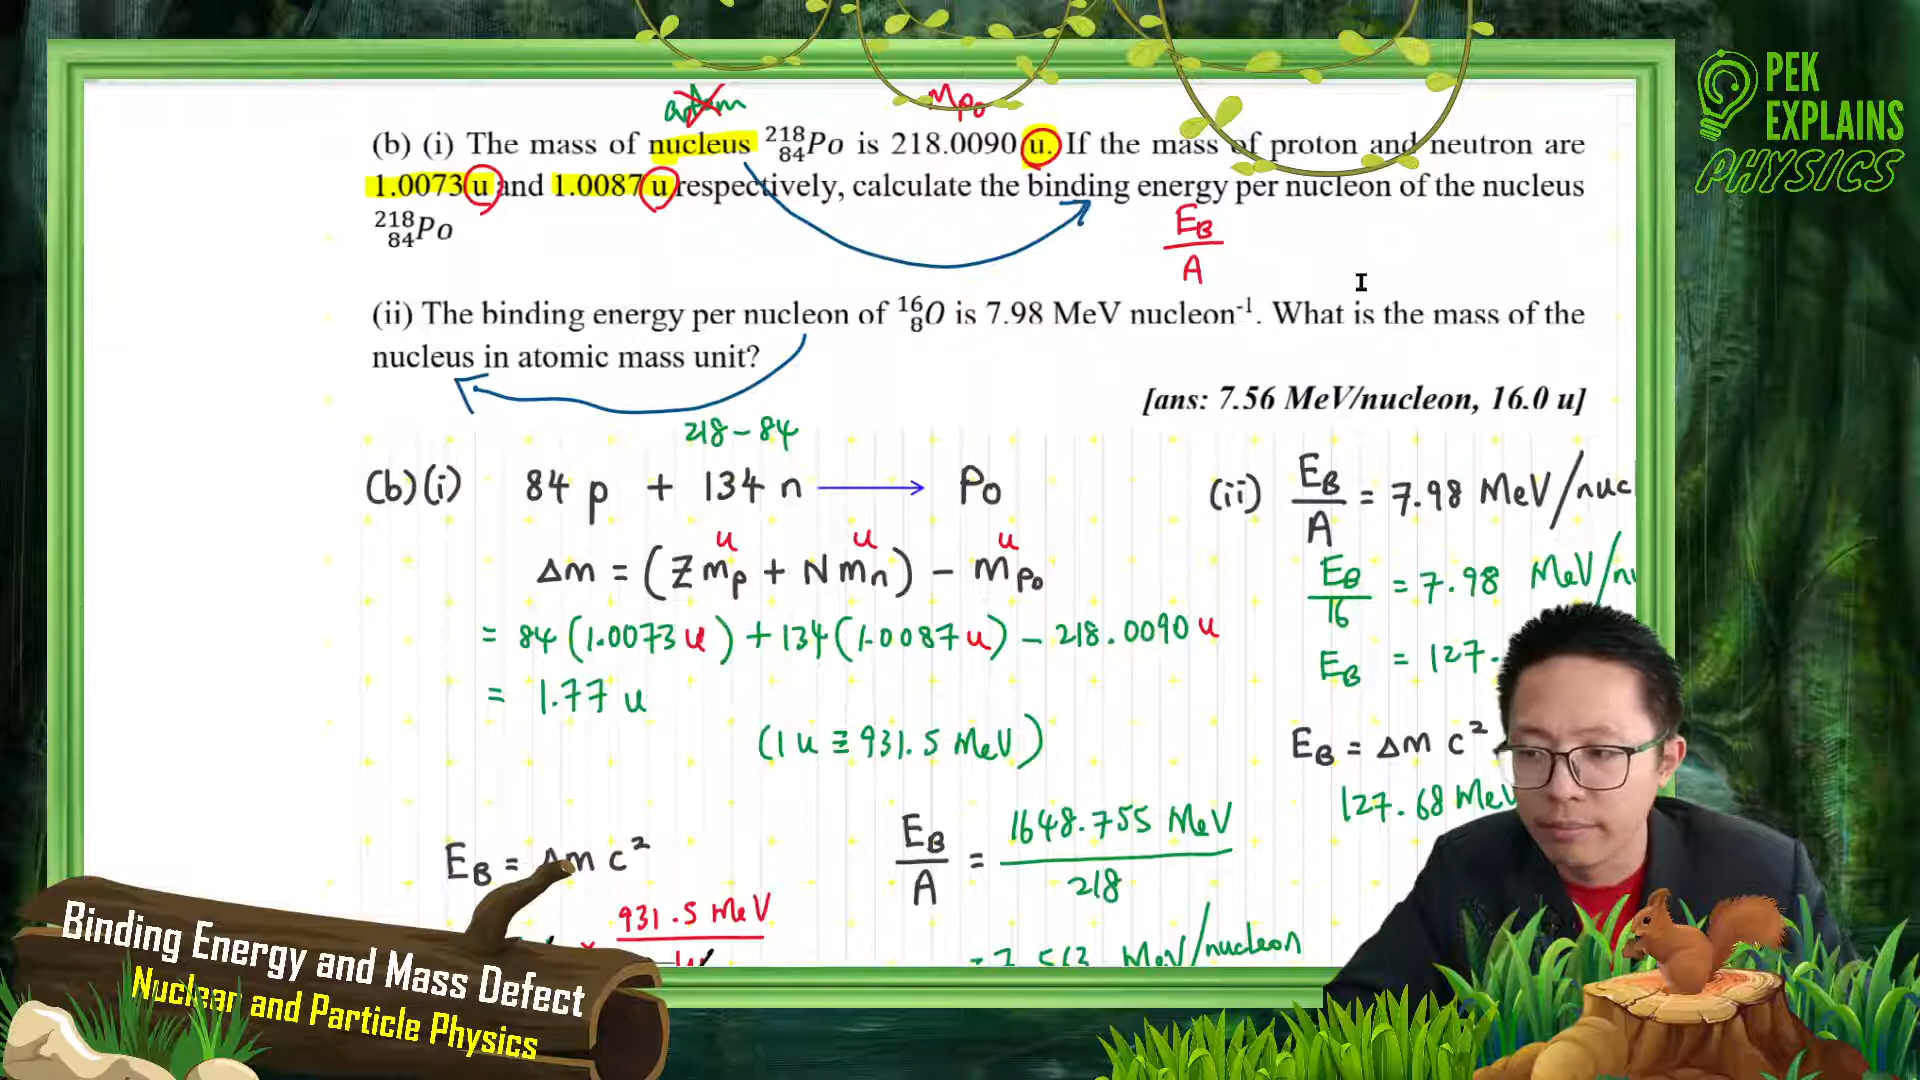 PEK
EXPLAINS
PHYSICS
atom
mPo
(b) (i) The mass of nucleus ²¹⁸₈₄Po is 218.0090 u. If the mass of proton and neutron are
1.0073 u and 1.0087 u respectively, calculate the binding energy per nucleon of the nucleus
²¹⁸₈₄Po
EB
A
(ii) The binding energy per nucleon of ¹⁶₈O is 7.98 MeV nucleon⁻¹. What is the mass of the
nucleus in atomic mass unit?
[ans: 7.56 MeV/nucleon, 16.0 u]
218 - 84
(b)(i) 84 p + 134 n → Po
u u u
Δm = (Z mp + N mn) - mPo
= 84 (1.0073 u) + 134 (1.0087 u) - 218.0090 u
= 1.77 u
(1 u ≡ 931.5 MeV)
EB = Δm c²
931.5 MeV
EB/A = 1648.755 MeV/218
MeV/nucleon
(ii) EB/A = 7.98 MeV/nuc
EB/16 = 7.98 MeV/nu
EB = 127.
EB = Δm c²
127.68 MeV
Binding Energy and Mass Defect
Nuclear and Particle Physics